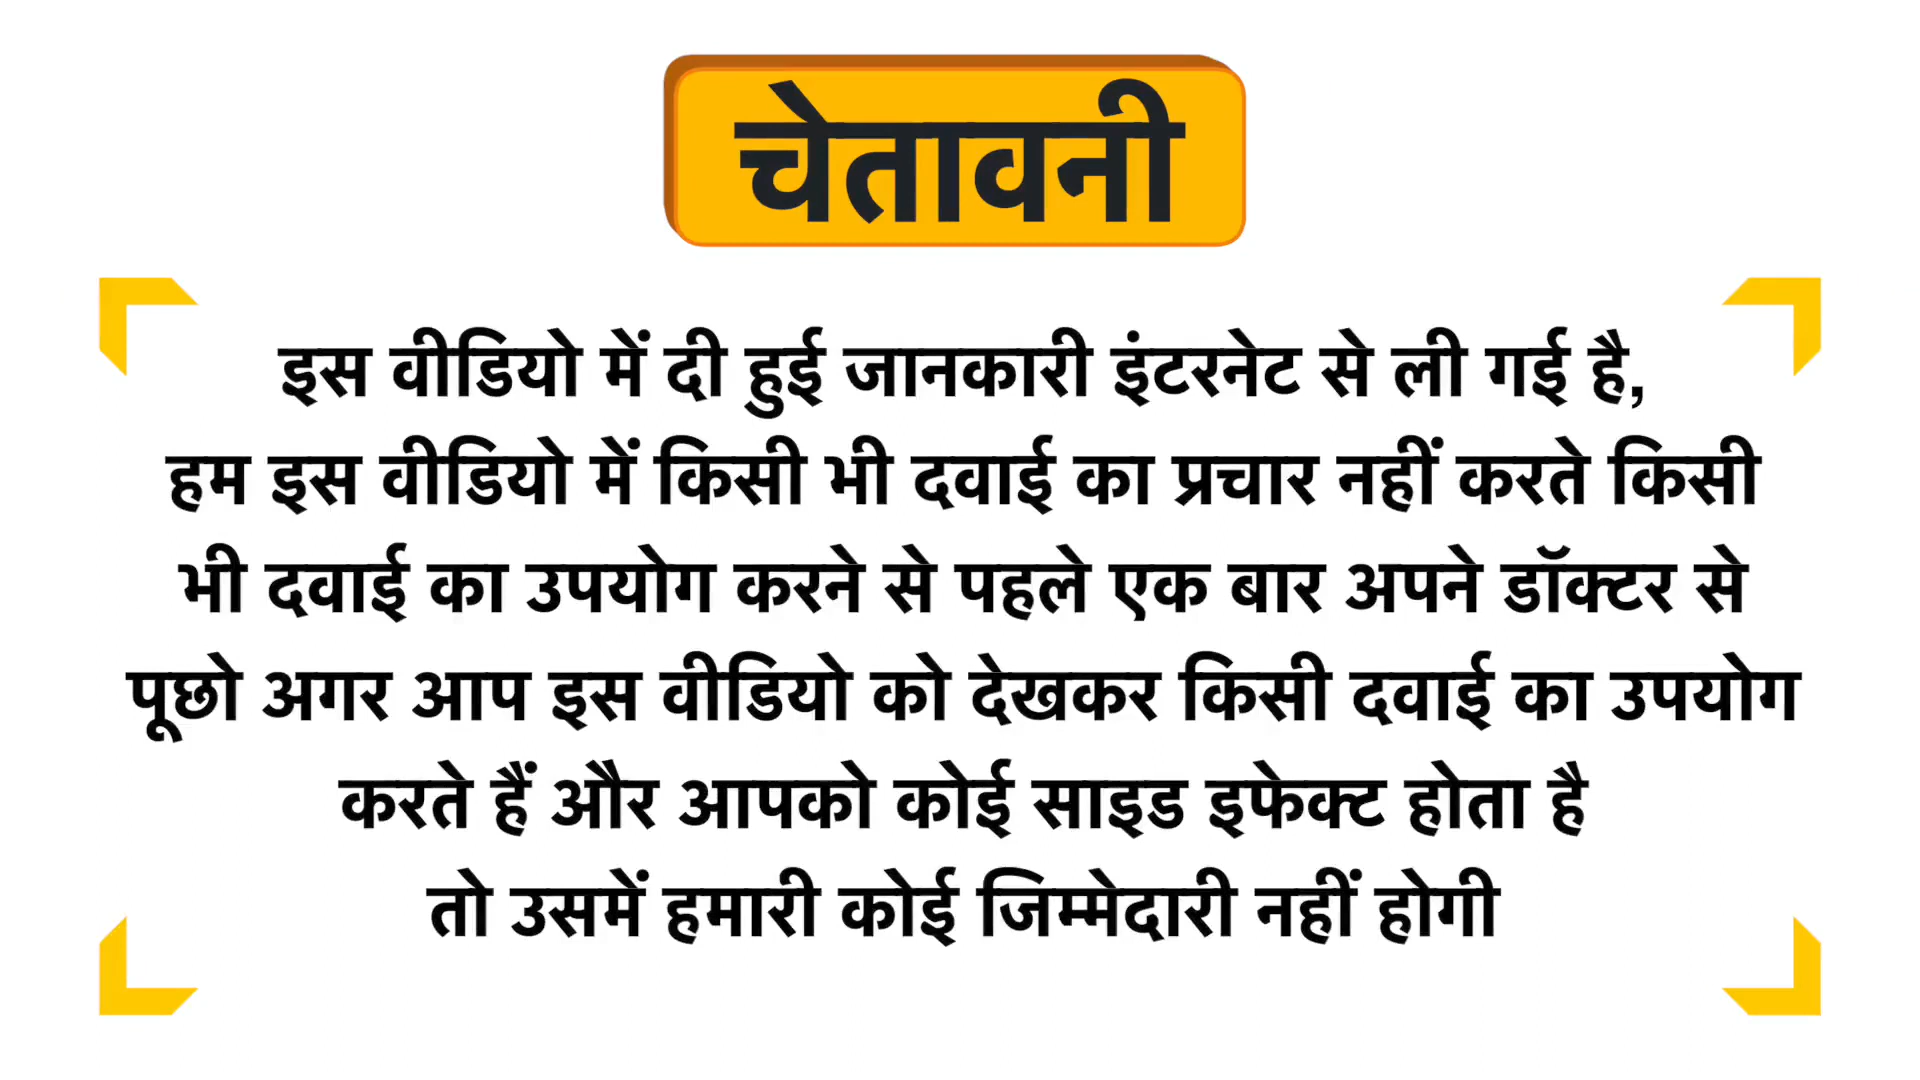 चेतावनी
इस वीडियो में दी हुई जानकारी इंटरनेट से ली गई है,
हम इस वीडियो में किसी भी दवाई का प्रचार नहीं करते किसी
भी दवाई का उपयोग करने से पहले एक बार अपने डॉक्टर से
पूछो अगर आप इस वीडियो को देखकर किसी दवाई का उपयोग
करते हैं और आपको कोई साइड इफेक्ट होता है
तो उसमें हमारी कोई जिम्मेदारी नहीं होगी